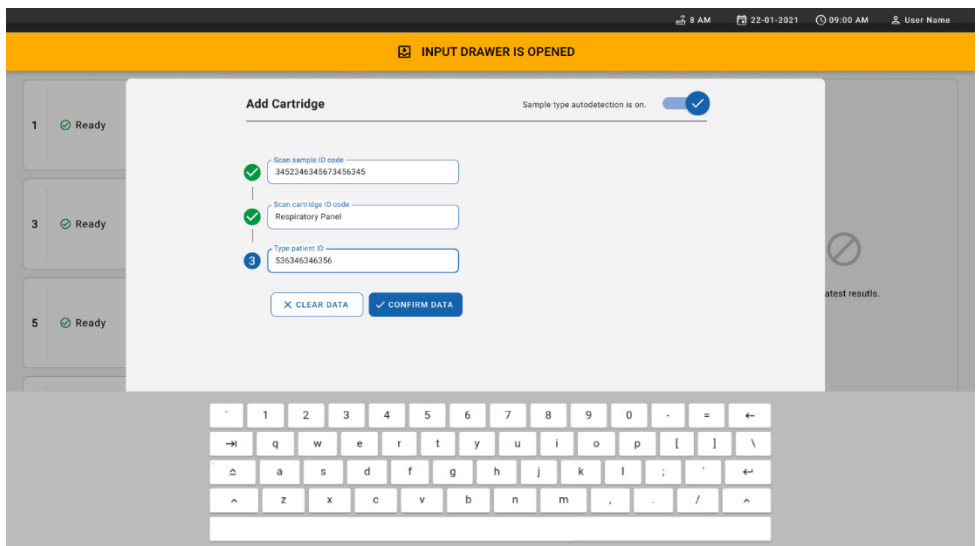 8 AM 22-01-2021 09:00 AM User Name
INPUT DRAWER IS OPENED
Add Cartridge
Sample type autodetection is on.
1 Ready
3 Ready
5 Ready
Scan sample ID code
3452346345673456345
Scan cartridge ID code
Respiratory Panel
3
Type patient ID
536346346356
CLEAR DATA
CONFIRM DATA
atest resutls.
` 1 2 3 4 5 6 7 8 9 0 - =
q w e r t y u i o p [ ] \
a s d f g h j k l ; '
z x c v b n m , . /